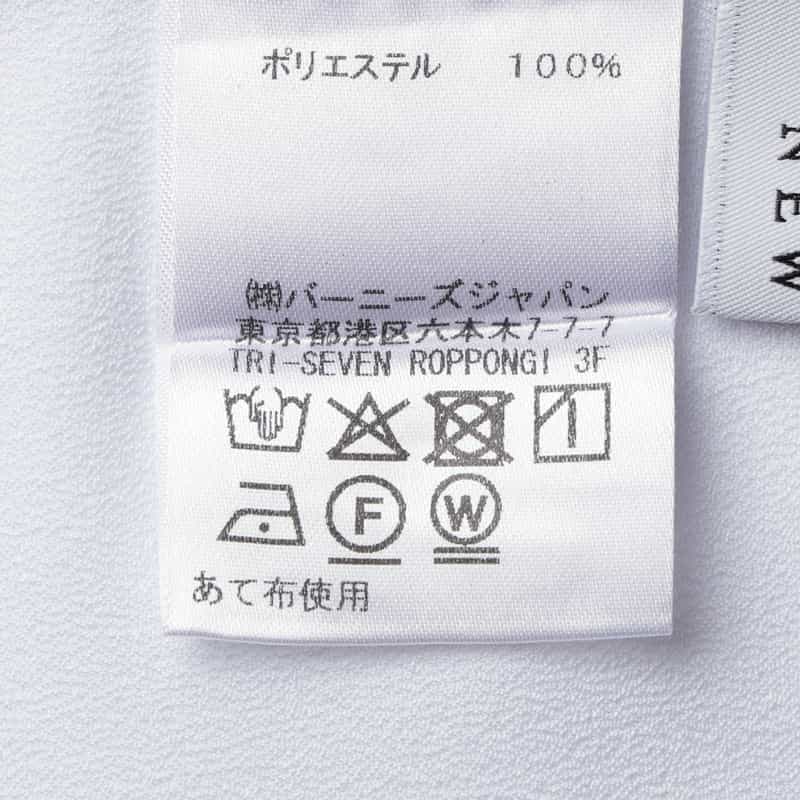 ポリエステル 100%
㈱バーニーズジャパン
東京都港区六本木7-7-7
TRI-SEVEN ROPPONGI 3F
F
W
あて布使用
NEW